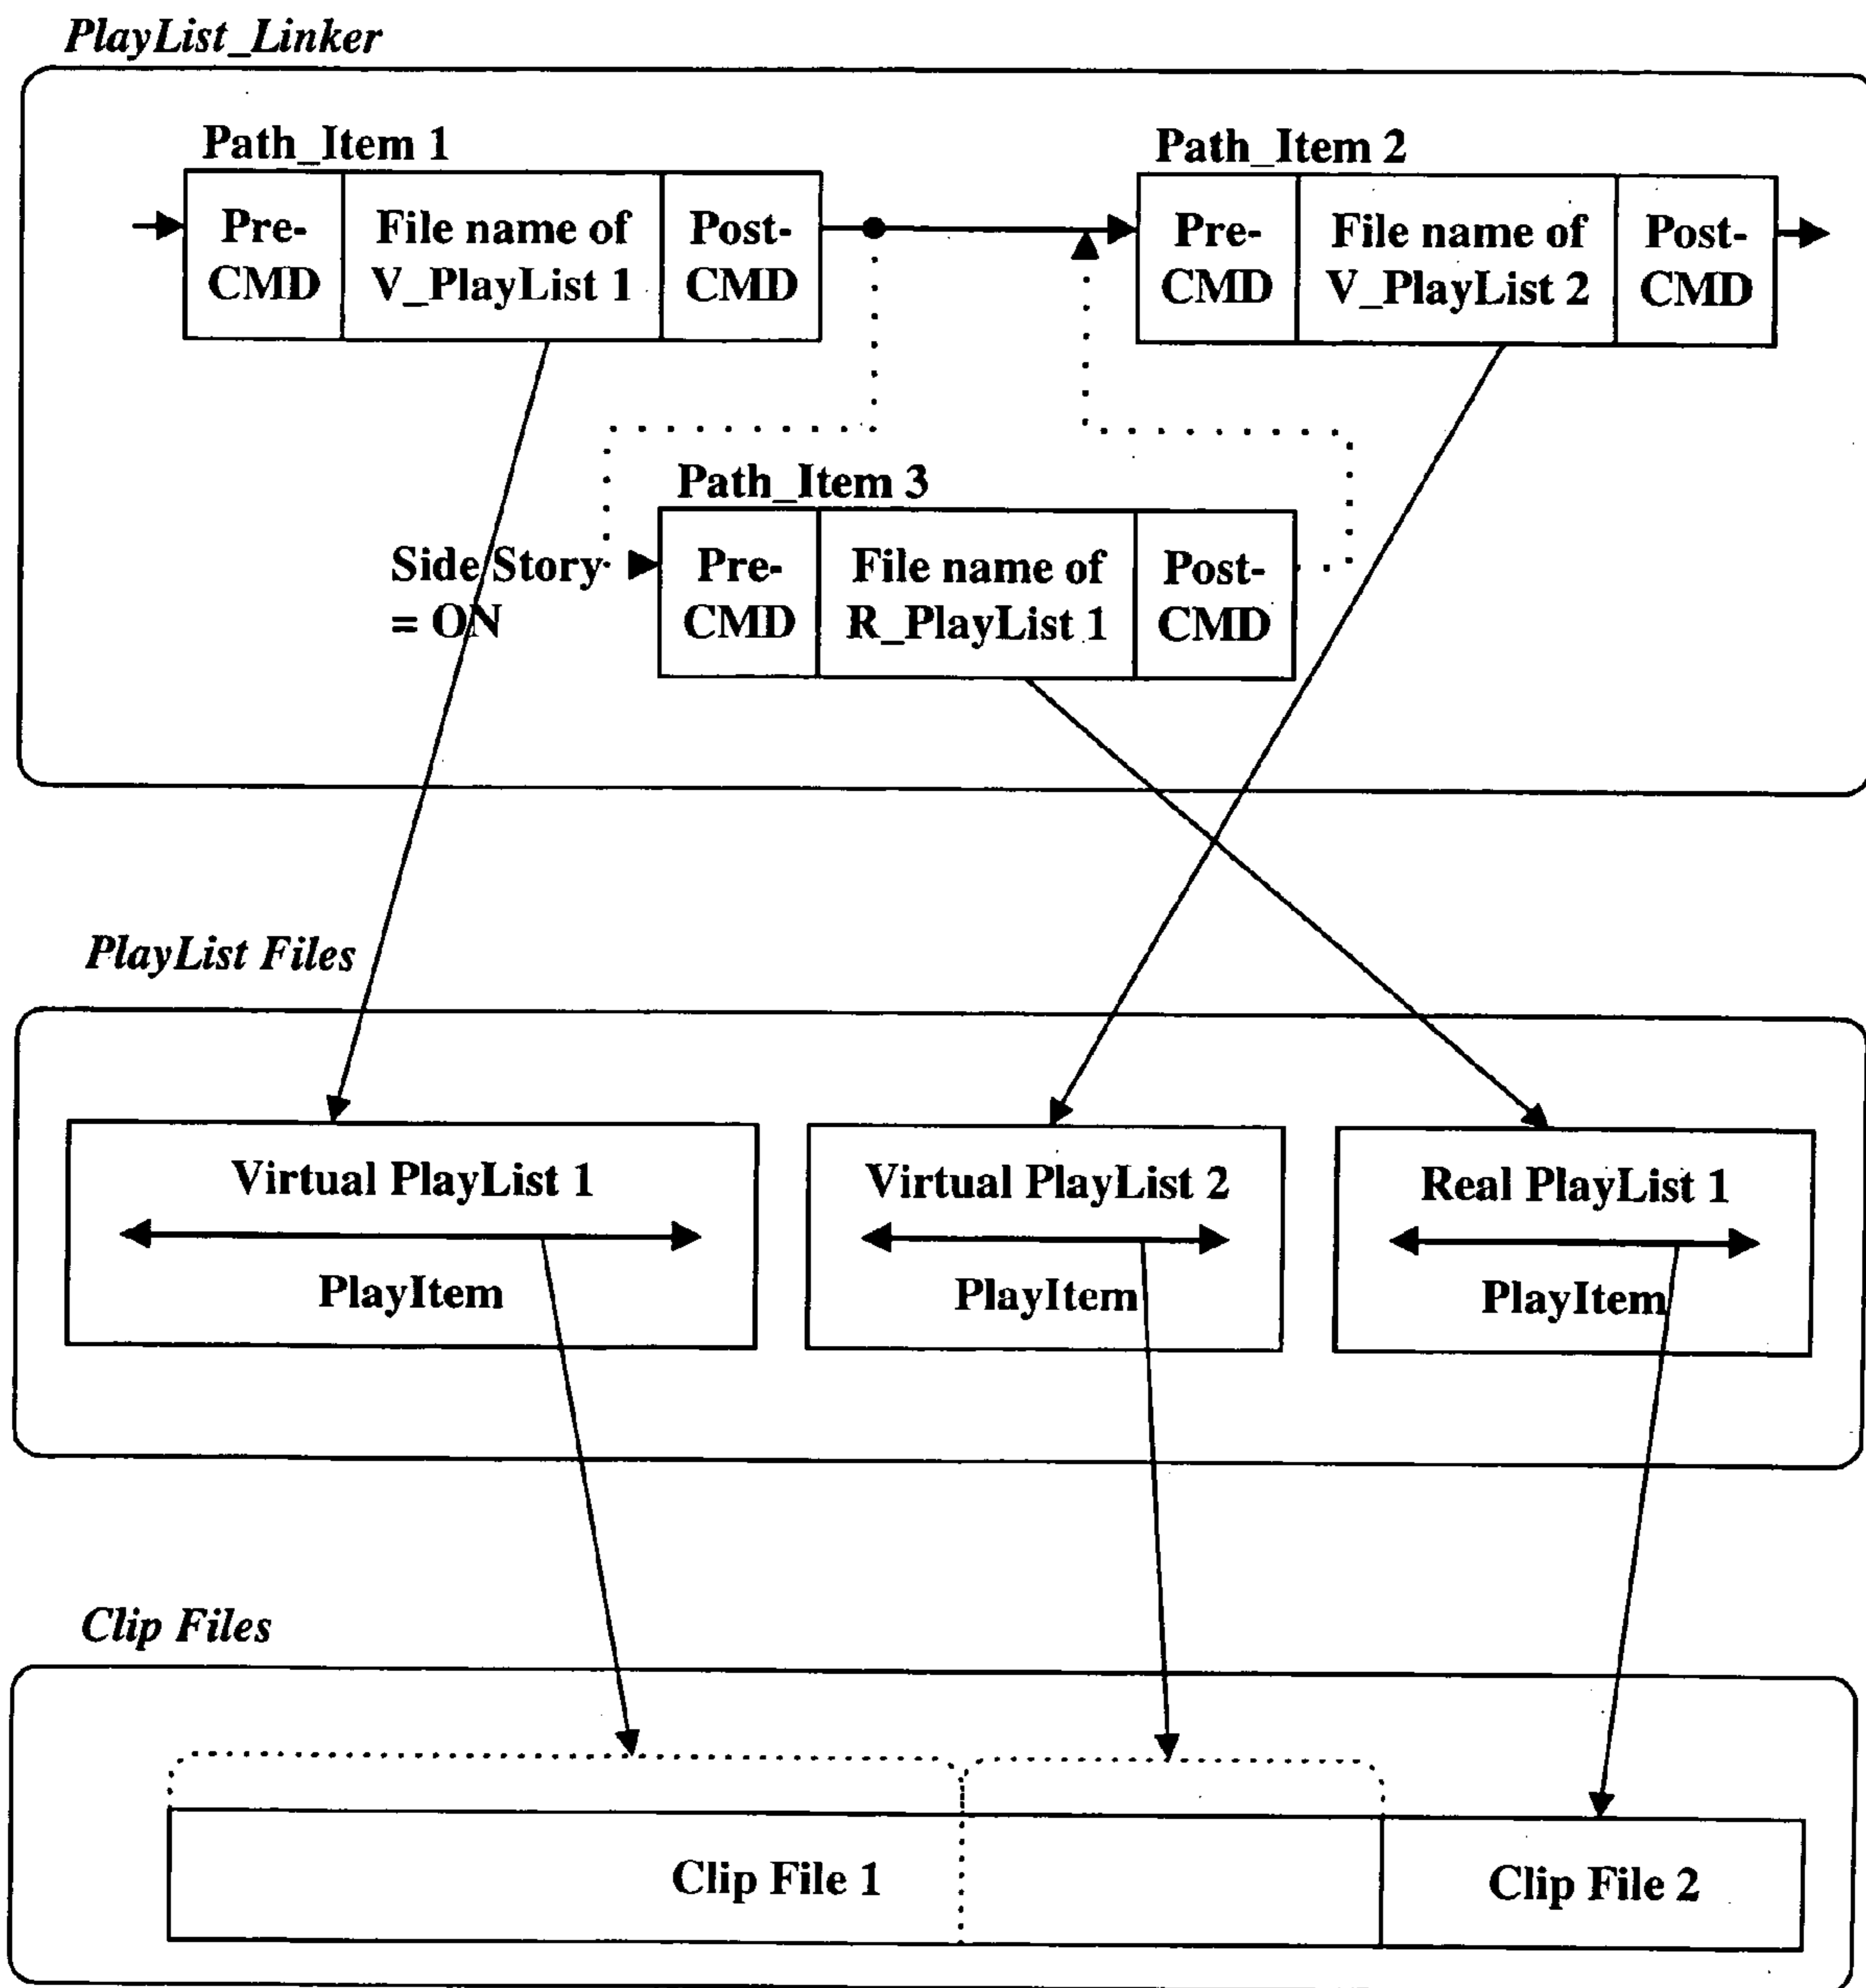 PlayList_Linker
Path_Item 1
Pre-
CMD
File name of
V_PlayList 1
Post-
CMD
Path_Item 2
Pre-
CMD
File name of
V_PlayList 2
Post-
CMD
Path_Item 3
Side Story
= ON
Pre-
CMD
File name of
R_PlayList 1
Post-
CMD
PlayList Files
Virtual PlayList 1
PlayItem
Virtual PlayList 2
PlayItem
Real PlayList 1
PlayItem
Clip Files
Clip File 1
Clip File 2